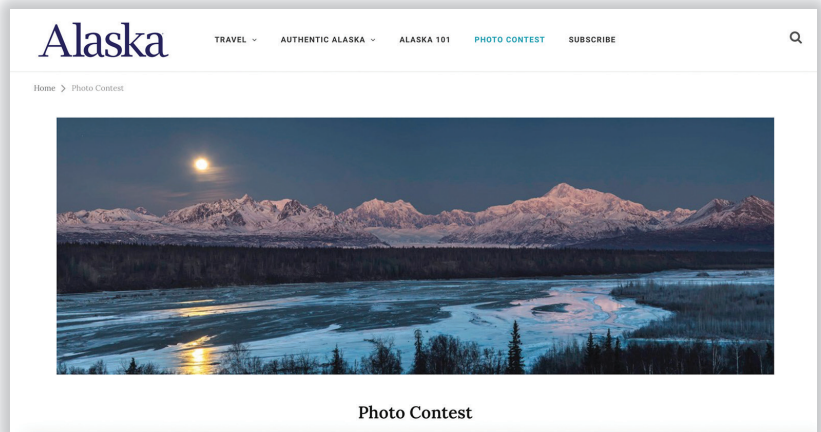 Alaska
TRAVEL AUTHENTIC ALASKA ALASKA 101 PHOTO CONTEST SUBSCRIBE
Home > Photo Contest
Photo Contest